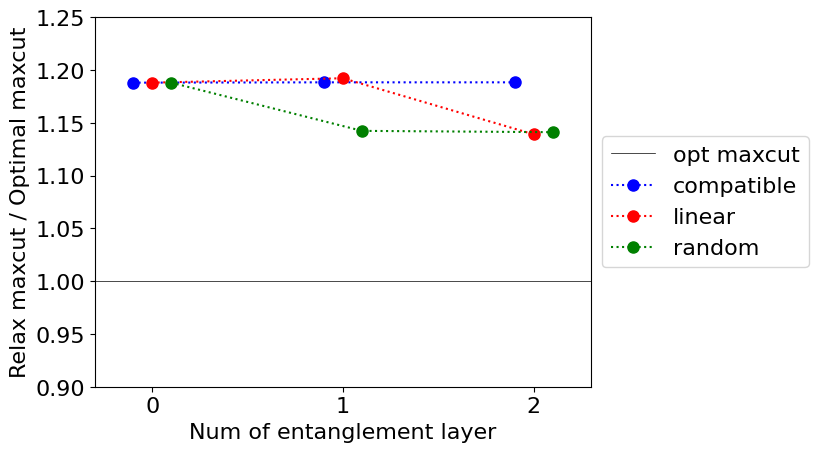 Relax maxcut / Optimal maxcut
1.25
1.20
1.15
1.10
1.05
1.00
0.95
0.90
0
1
2
Num of entanglement layer
opt maxcut
compatible
linear
random